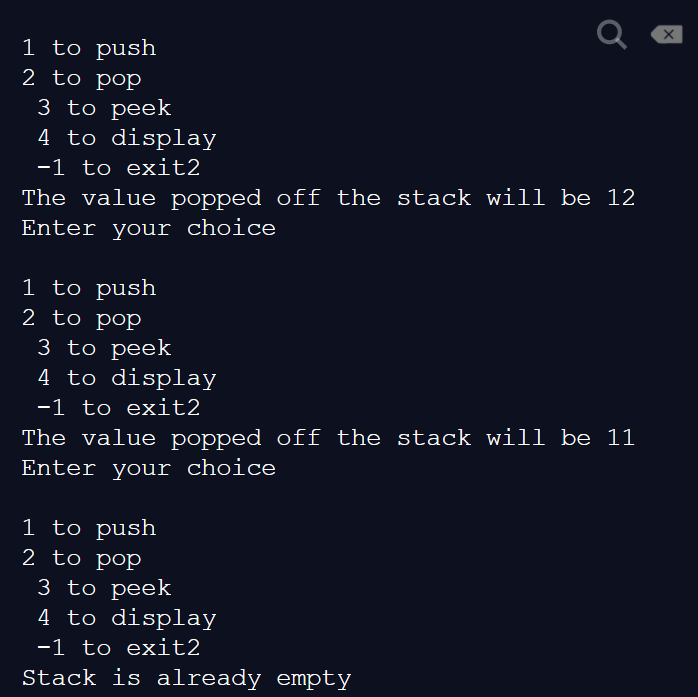 1 to push
2 to pop
 3 to peek
 4 to display
 -1 to exit2
The value popped off the stack will be 12
Enter your choice

1 to push
2 to pop
 3 to peek
 4 to display
 -1 to exit2
The value popped off the stack will be 11
Enter your choice

1 to push
2 to pop
 3 to peek
 4 to display
 -1 to exit2
Stack is already empty